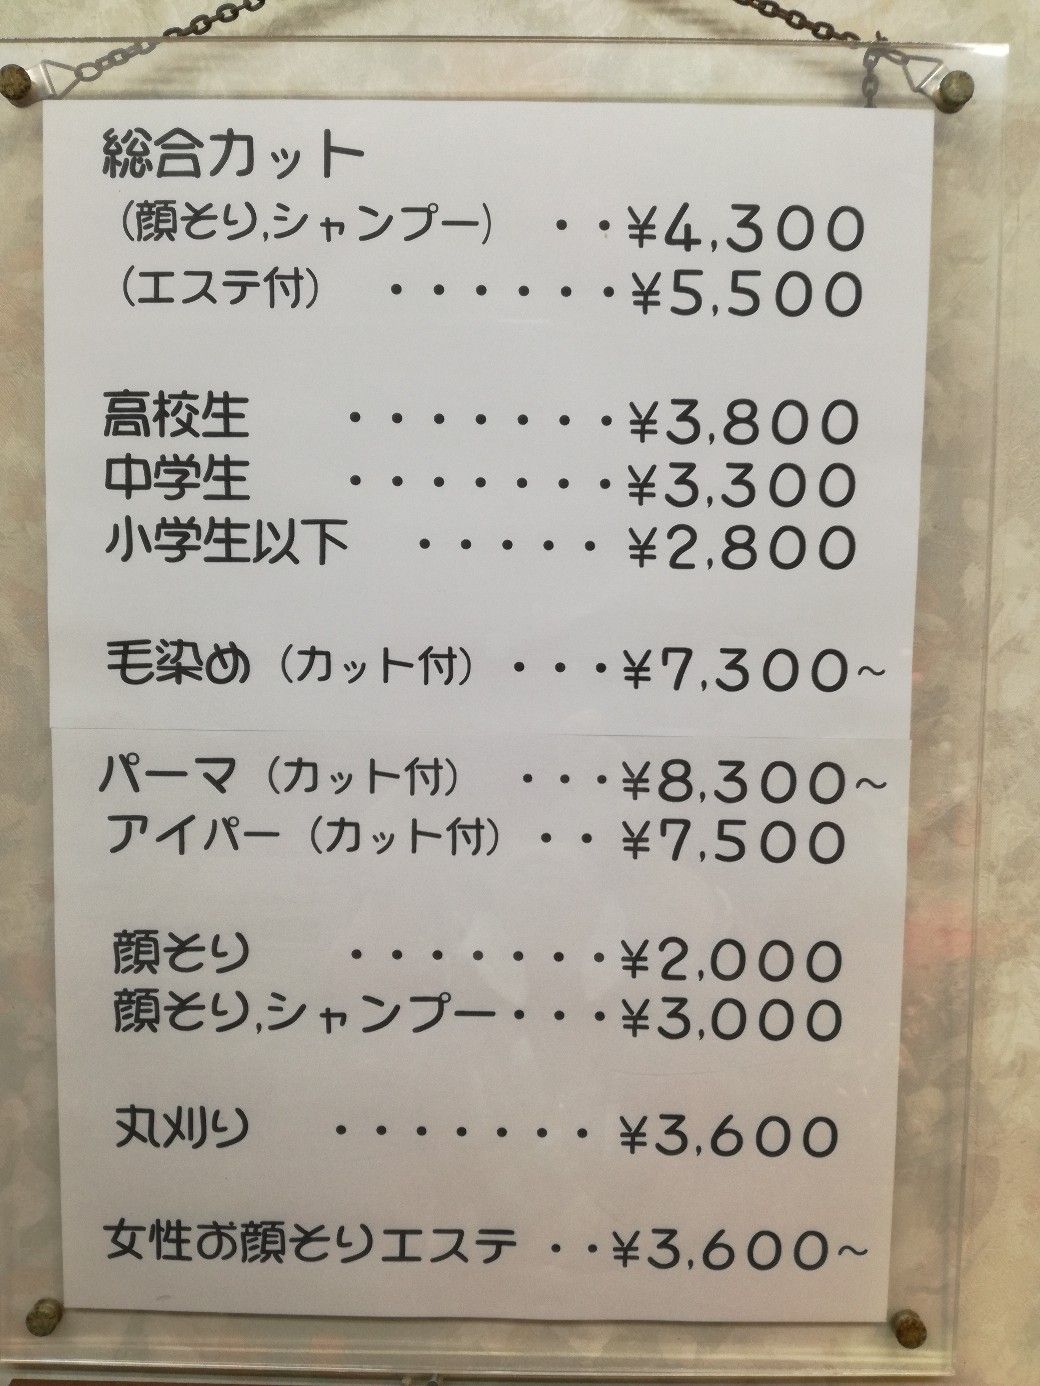 総合カット
(顔そり,シャンプー) ・・¥4,300
(エステ付) ・・・・・・¥5,500
高校生 ・・・・・・・¥3,800
中学生 ・・・・・・・¥3,300
小学生以下 ・・・・・¥2,800
毛染め (カット付) ・・・¥7,300~
パーマ (カット付) ・・・¥8,300~
アイパー (カット付) ・・¥7,500
顔そり ・・・・・・・¥2,000
顔そり,シャンプー・・・¥3,000
丸刈り ・・・・・・・¥3,600
女性お顔そりエステ ・・¥3,600~